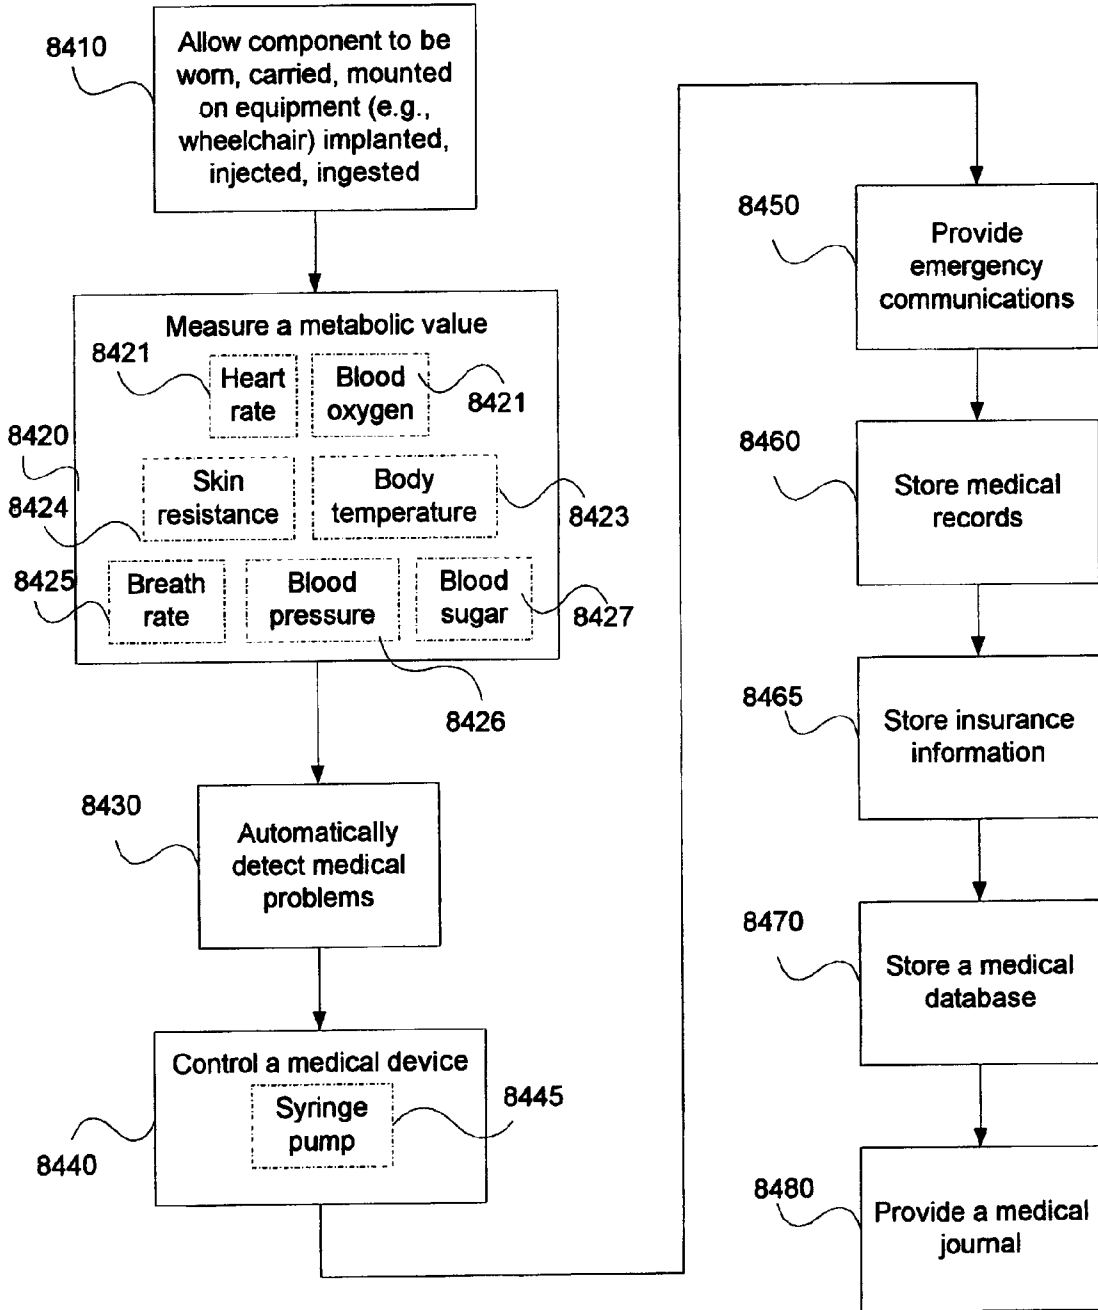 8410
Allow component to be
worn, carried, mounted
on equipment (e.g.,
wheelchair) implanted,
injected, ingested
8420
Measure a metabolic value
8421
Heart
rate
Blood
oxygen
8421
8424
Skin
resistance
Body
temperature
8423
8425
Breath
rate
Blood
pressure
8426
Blood
sugar
8427
8430
Automatically
detect medical
problems
8440
Control a medical device
Syringe
pump
8445
8450
Provide
emergency
communications
8460
Store medical
records
8465
Store insurance
information
8470
Store a medical
database
8480
Provide a medical
journal